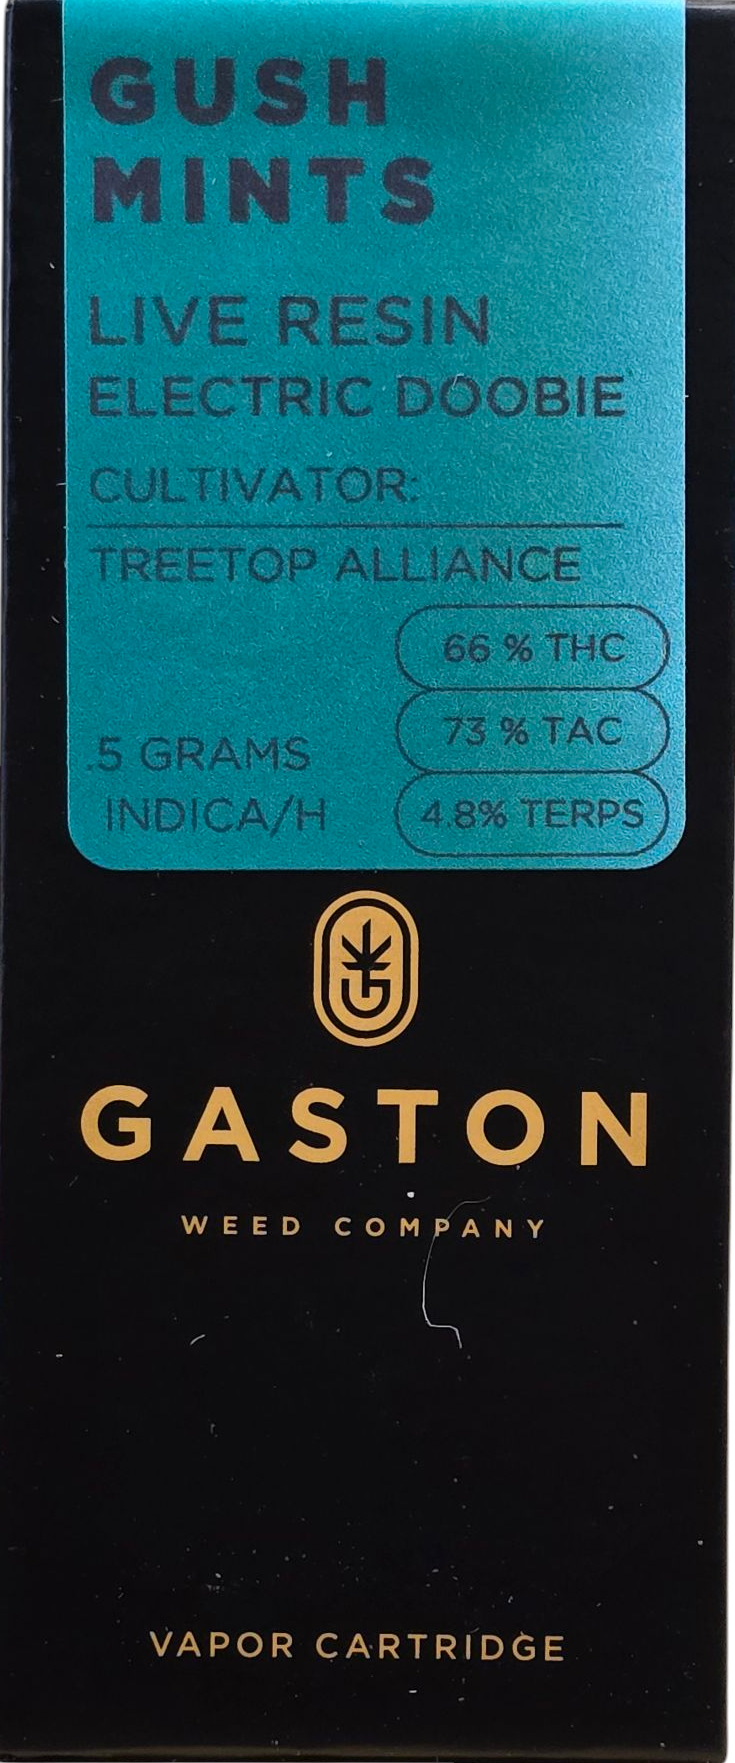 GUSH
MINTS
LIVE RESIN
ELECTRIC DOOBIE
CULTIVATOR:
TREETOP ALLIANCE
66 % THC
73 % TAC
.5 GRAMS
INDICA/H
4.8% TERPS
GASTON
WEED COMPANY
VAPOR CARTRIDGE